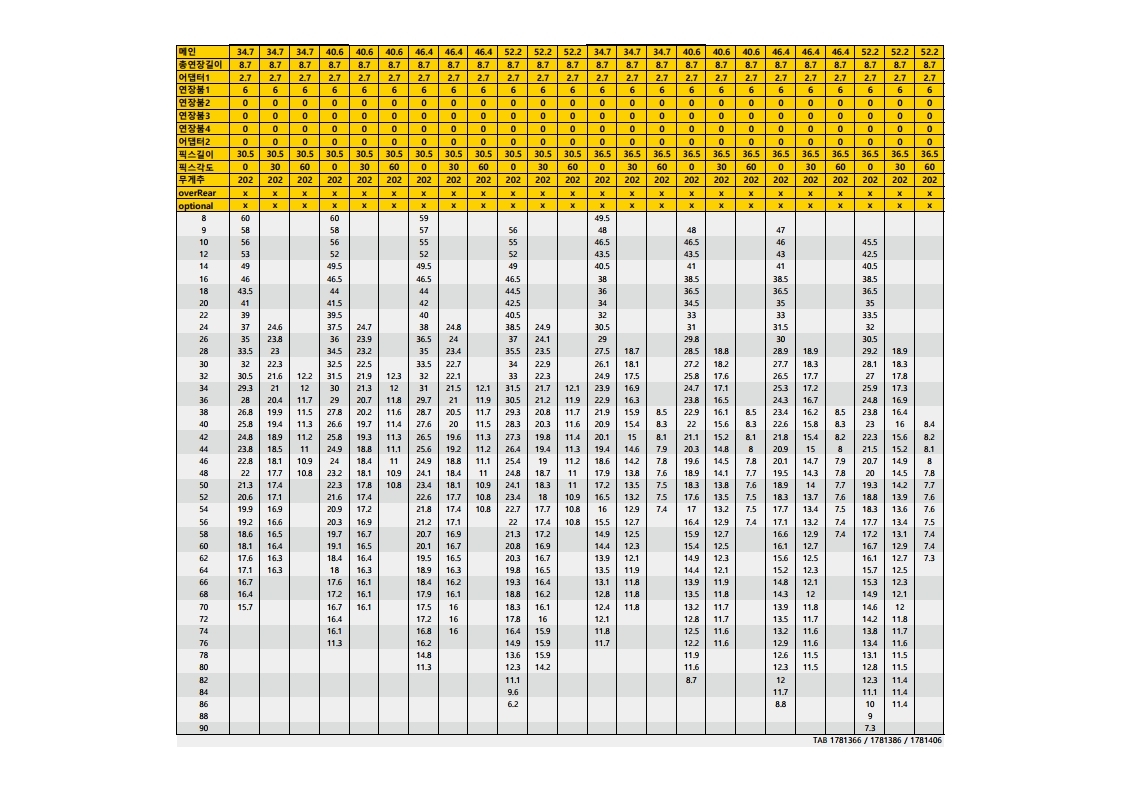 메인 34.7 34.7 34.7 40.6 40.6 40.6 46.4 46.4 46.4 52.2 52.2 52.2 34.7 34.7 34.7 40.6 40.6 40.6 46.4 46.4 46.4 52.2 52.2 52.2
총연장길이 8.7 8.7 8.7 8.7 8.7 8.7 8.7 8.7 8.7 8.7 8.7 8.7 8.7 8.7 8.7 8.7 8.7 8.7 8.7 8.7 8.7 8.7 8.7 8.7
어댑터1 2.7 2.7 2.7 2.7 2.7 2.7 2.7 2.7 2.7 2.7 2.7 2.7 2.7 2.7 2.7 2.7 2.7 2.7 2.7 2.7 2.7 2.7 2.7 2.7
연장붐1 6 6 6 6 6 6 6 6 6 6 6 6 6 6 6 6 6 6 6 6 6 6 6 6
연장붐2 0 0 0 0 0 0 0 0 0 0 0 0 0 0 0 0 0 0 0 0 0 0 0 0
연장붐3 0 0 0 0 0 0 0 0 0 0 0 0 0 0 0 0 0 0 0 0 0 0 0 0
연장붐4 0 0 0 0 0 0 0 0 0 0 0 0 0 0 0 0 0 0 0 0 0 0 0 0
어댑터2 0 0 0 0 0 0 0 0 0 0 0 0 0 0 0 0 0 0 0 0 0 0 0 0
픽스길이 30.5 30.5 30.5 30.5 30.5 30.5 30.5 30.5 30.5 30.5 30.5 30.5 36.5 36.5 36.5 36.5 36.5 36.5 36.5 36.5 36.5 36.5 36.5 36.5
픽스각도 0 30 60 0 30 60 0 30 60 0 30 60 0 30 60 0 30 60 0 30 60 0 30 60
무게추 202 202 202 202 202 202 202 202 202 202 202 202 202 202 202 202 202 202 202 202 202 202 202 202
overRear x x x x x x x x x x x x x x x x x x x x x x x x
optional x x x x x x x x x x x x x x x x x x x x x x x x
8 60 60 59 49.5
9 58 58 57 56 48 48 47
10 56 56 55 55 46.5 46.5 46 45.5
12 53 52 52 52 43.5 43.5 43 42.5
14 49 49.5 49.5 49 40.5 41 41 40.5
16 46 46.5 46.5 46.5 38 38.5 38.5 38.5
18 43.5 44 44 44.5 36 36.5 36.5 36.5
20 41 41.5 42 42.5 34 34.5 35 35
22 39 39.5 40 40.5 32 33 33 33.5
24 37 24.6 37.5 24.7 38 24.8 38.5 24.9 30.5 31 31.5 32
26 35 23.8 36 23.9 36.5 24 37 24.1 29 29.8 30 30.5
28 33.5 23 34.5 23.2 35 23.4 35.5 23.5 27.5 18.7 28.5 18.8 28.9 18.9 29.2 18.9
30 32 22.3 32.5 22.5 33.5 22.7 34 22.9 26.1 18.1 27.2 18.2 27.7 18.3 28.1 18.3
32 30.5 21.6 12.2 31.5 21.9 12.3 32 22.1 33 22.3 24.9 17.5 25.8 17.6 26.5 17.7 27 17.8
34 29.3 21 12 30 21.3 12 31 21.5 12.1 31.5 21.7 12.1 23.9 16.9 24.7 17.1 25.2 17.2 25.9 17.3
36 28 20.4 11.7 29 20.7 11.8 29.7 21 11.9 30.5 21.2 11.9 22.9 16.3 23.8 16.5 24.3 16.7 24.8 16.9
38 26.8 19.9 11.5 27.8 20.2 11.6 28.7 20.5 11.7 29.3 20.8 11.7 21.9 15.9 8.5 22.9 16.1 8.5 23.4 16.2 8.5 23.8 16.4
40 25.8 19.4 11.3 26.6 19.7 11.4 27.6 20 11.5 28.3 20.3 11.6 20.9 15.4 8.3 22 15.6 8.3 22.6 15.8 8.3 23 16 8.4
42 24.8 18.9 11.2 25.8 19.3 11.3 26.5 19.6 11.3 27.3 19.8 11.4 20.1 15 8.1 21.1 15.2 8.1 21.8 15.4 8.2 22.3 15.6 8.2
44 23.8 18.5 11 24.9 18.8 11.1 25.6 19.2 11.2 26.4 19.4 11.3 19.4 14.6 7.9 20.3 14.8 8 20.9 15 8 21.5 15.2 8.1
46 22.8 18.1 10.9 24 18.4 11 24.9 18.8 11.1 25.4 19 11.2 18.6 14.2 7.8 19.6 14.5 7.8 20.1 14.7 7.9 20.7 14.9 8
48 22 17.7 10.8 23.2 18.1 10.9 24.1 18.4 11 24.8 18.7 11 17.9 13.8 7.6 18.9 14.1 7.7 19.5 14.3 7.8 20 14.5 7.8
50 21.3 17.4 22.3 17.8 10.8 23.4 18.1 10.9 24.1 18.3 11 17.2 13.5 7.5 18.3 13.8 7.6 18.9 14 7.7 19.3 14.2 7.7
52 20.6 17.1 21.6 17.4 22.6 17.7 10.8 23.4 18 10.9 16.5 13.2 7.5 17.6 13.5 7.5 18.3 13.7 7.6 18.8 13.9 7.6
54 19.9 16.9 20.9 17.2 21.8 17.4 10.8 22.7 17.7 10.8 16 12.9 7.4 17 13.2 7.5 17.7 13.4 7.5 18.3 13.6 7.6
56 19.2 16.6 20.3 16.9 21.2 17.1 22 17.4 10.8 15.5 12.7 16.4 12.9 7.4 17.1 13.2 7.4 17.7 13.4 7.5
58 18.6 16.5 19.7 16.7 20.7 16.9 21.3 17.2 14.9 12.5 15.9 12.7 16.6 12.9 7.4 17.2 13.1 7.4
60 18.1 16.4 19.1 16.5 20.1 16.7 20.8 16.9 14.4 12.3 15.4 12.5 16.1 12.7 16.7 12.9 7.4
62 17.6 16.3 18.4 16.4 19.5 16.5 20.3 16.7 13.9 12.1 14.9 12.3 15.6 12.5 16.1 12.7 7.3
64 17.1 16.3 18 16.3 18.9 16.3 19.8 16.5 13.5 11.9 14.4 12.1 15.2 12.3 15.7 12.5
66 16.7 17.6 16.1 18.4 16.2 19.3 16.4 13.1 11.8 13.9 11.9 14.8 12.1 15.3 12.3
68 16.4 17.2 16.1 17.9 16.1 18.8 16.2 12.8 11.8 13.5 11.8 14.3 12 14.9 12.1
70 15.7 16.7 16.1 17.5 16 18.3 16.1 12.4 11.8 13.2 11.7 13.9 11.8 14.6 12
72 16.4 17.2 16 17.8 16 12.1 12.8 11.7 13.5 11.7 14.2 11.8
74 16.1 16.8 16 16.4 15.9 11.8 12.5 11.6 13.2 11.6 13.8 11.7
76 11.3 16.2 14.9 15.9 11.7 12.2 11.6 12.9 11.6 13.4 11.6
78 14.8 13.6 15.9 11.9 12.6 11.5 13.1 11.5
80 11.3 12.3 14.2 11.6 12.3 11.5 12.8 11.5
82 11.1 8.7 12 12.3 11.4
84 9.6 11.7 11.1 11.4
86 6.2 8.8 10 11.4
88 9
90 7.3
TAB 1781366 / 1781386 / 1781406